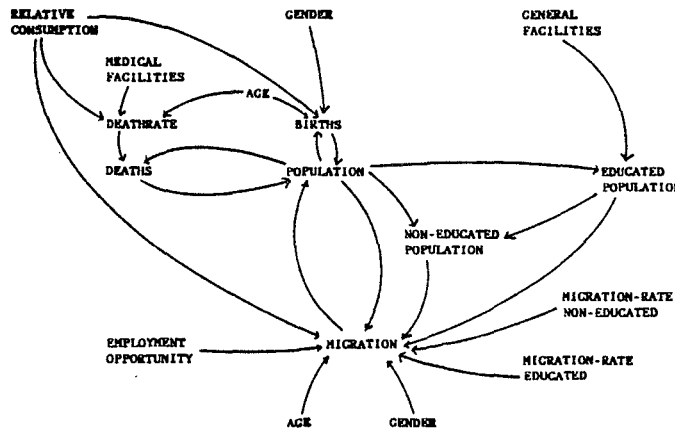 RELATIVE
CONSUMPTION
GENDER
GENERAL
FACILITIES
MEDICAL
FACILITIES
AGE
DEATHRATE
BIRTHS
DEATHS
POPULATION
EDUCATED
POPULATION
NON-EDUCATED
POPULATION
MIGRATION-RATE
NON-EDUCATED
EMPLOYMENT
OPPORTUNITY
MIGRATION
MIGRATION-RATE
EDUCATED
AGE
GENDER